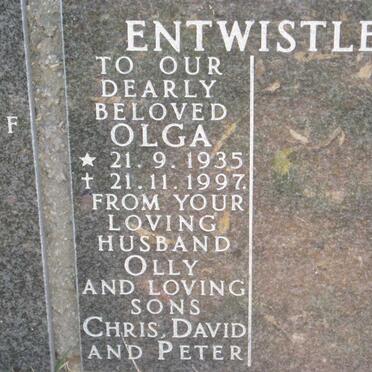 F
ENTWISTLE
TO OUR
DEARLY
BELOVED
OLGA
★ 21.9.1935
† 21.11.1997.
FROM YOUR
LOVING
HUSBAND
OLLY
AND LOVING
SONS
CHRIS, DAVID
AND PETER